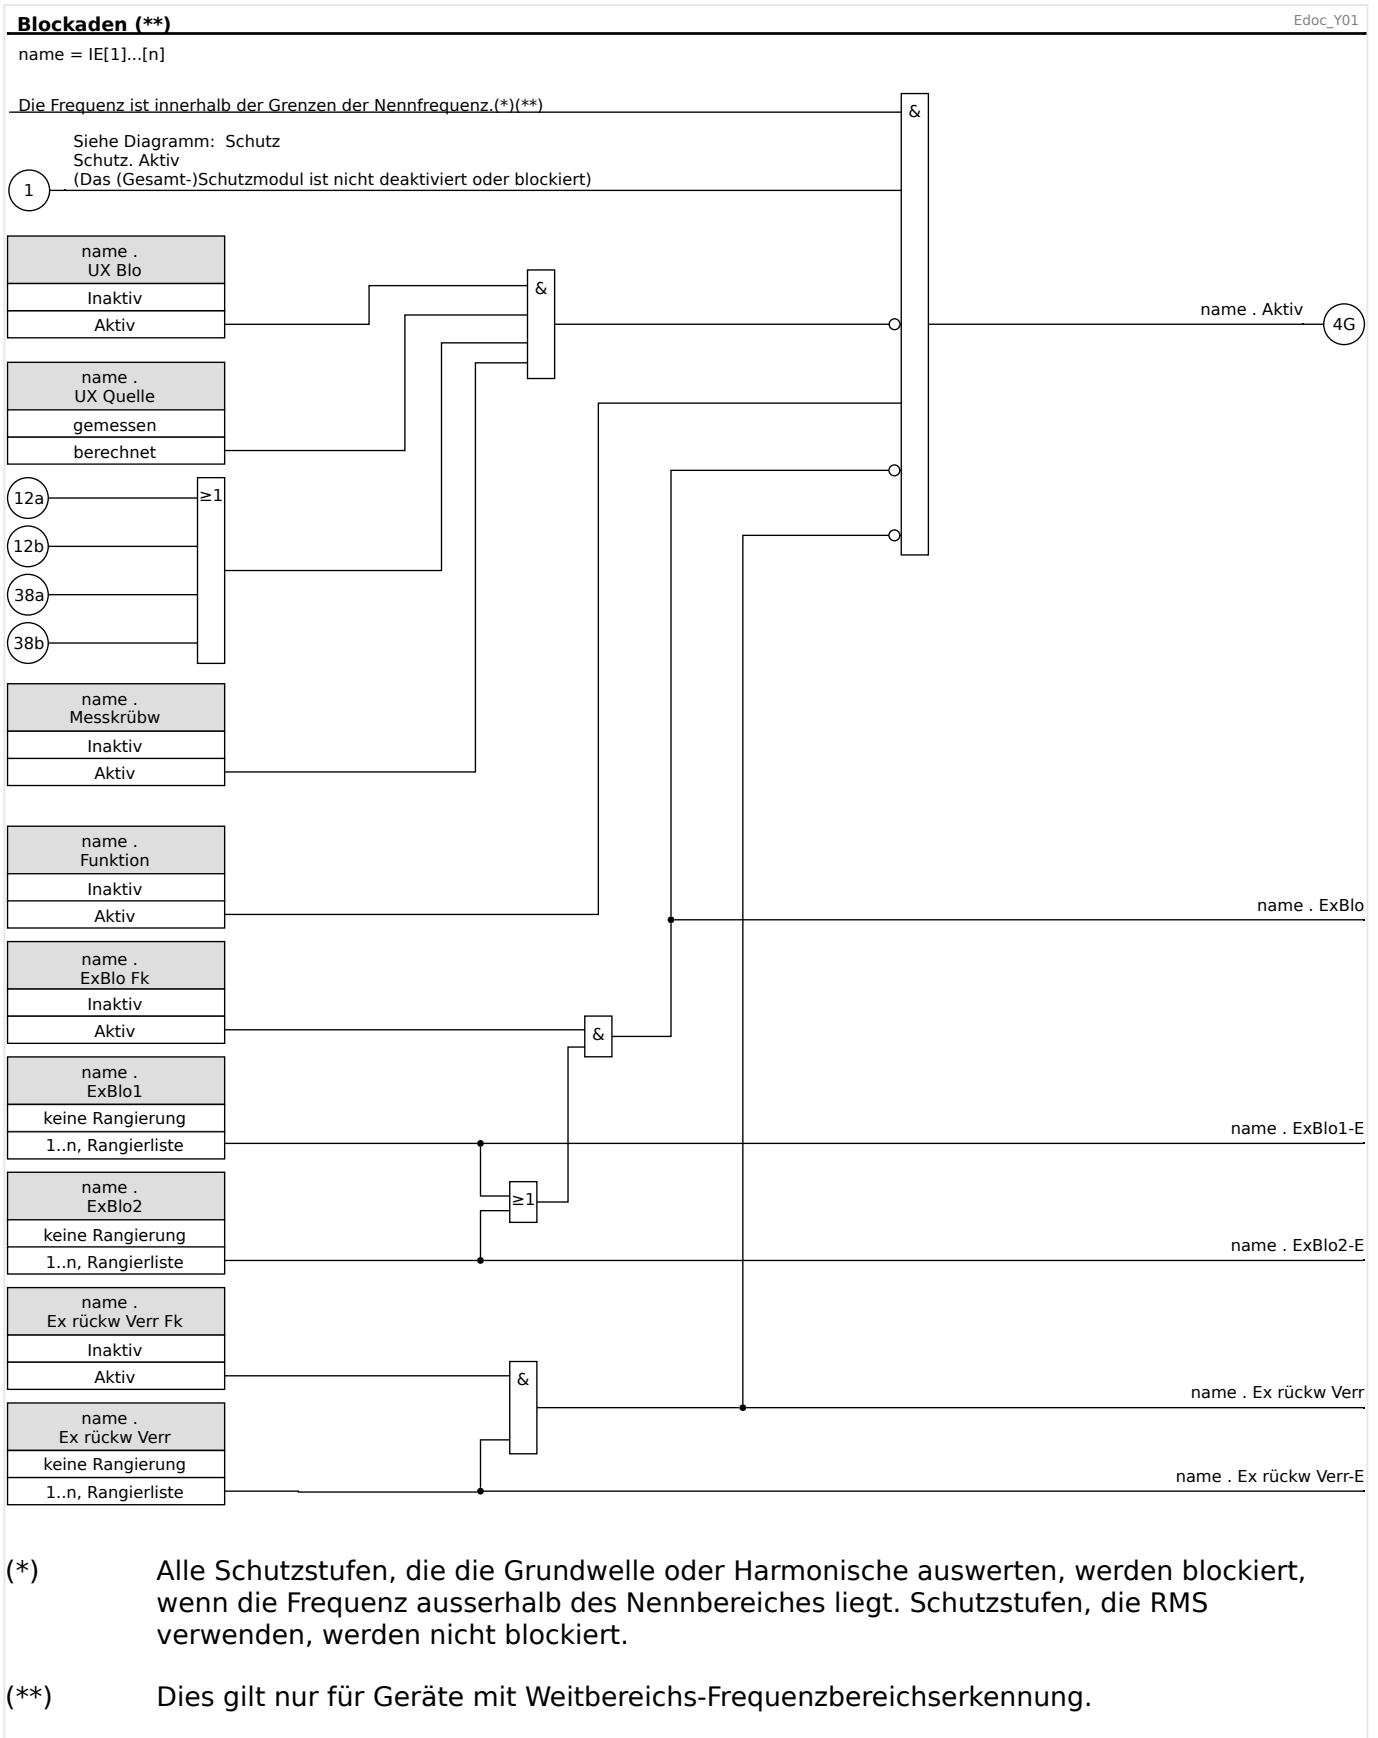 Blockaden (**)
Edoc_Y01
name = IE[1]...[n]
Die Frequenz ist innerhalb der Grenzen der Nennfrequenz.(*)(**)
&
Siehe Diagramm:  Schutz
Schutz. Aktiv
(Das (Gesamt-)Schutzmodul ist nicht deaktiviert oder blockiert)
1
name .
UX Blo
Inaktiv
Aktiv
&
name . Aktiv
4G
name .
UX Quelle
gemessen
berechnet
12a
≥1
12b
38a
38b
name .
Messkrübw
Inaktiv
Aktiv
name .
Funktion
Inaktiv
Aktiv
name . ExBlo
name .
ExBlo Fk
Inaktiv
Aktiv
&
name .
ExBlo1
keine Rangierung
1..n, Rangierliste
name . ExBlo1-E
name .
ExBlo2
≥1
keine Rangierung
1..n, Rangierliste
name . ExBlo2-E
name .
Ex rückw Verr Fk
Inaktiv
Aktiv
&
name . Ex rückw Verr
name .
Ex rückw Verr
keine Rangierung
1..n, Rangierliste
name . Ex rückw Verr-E
(*) Alle Schutzstufen, die die Grundwelle oder Harmonische auswerten, werden blockiert,
wenn die Frequenz ausserhalb des Nennbereiches liegt. Schutzstufen, die RMS
verwenden, werden nicht blockiert.
(**) Dies gilt nur für Geräte mit Weitbereichs-Frequenzbereichserkennung.